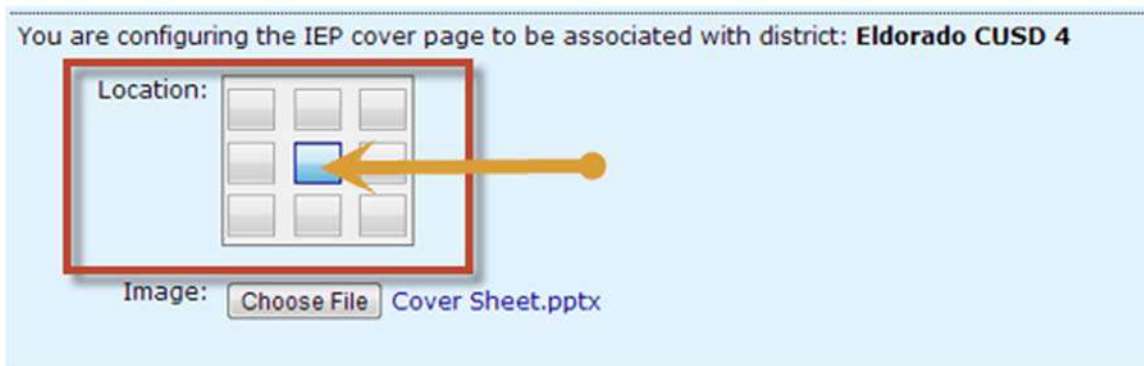 You are configuring the IEP cover page to be associated with district: Eldorado CUSD 4
Location:
Image: Choose File Cover Sheet.pptx